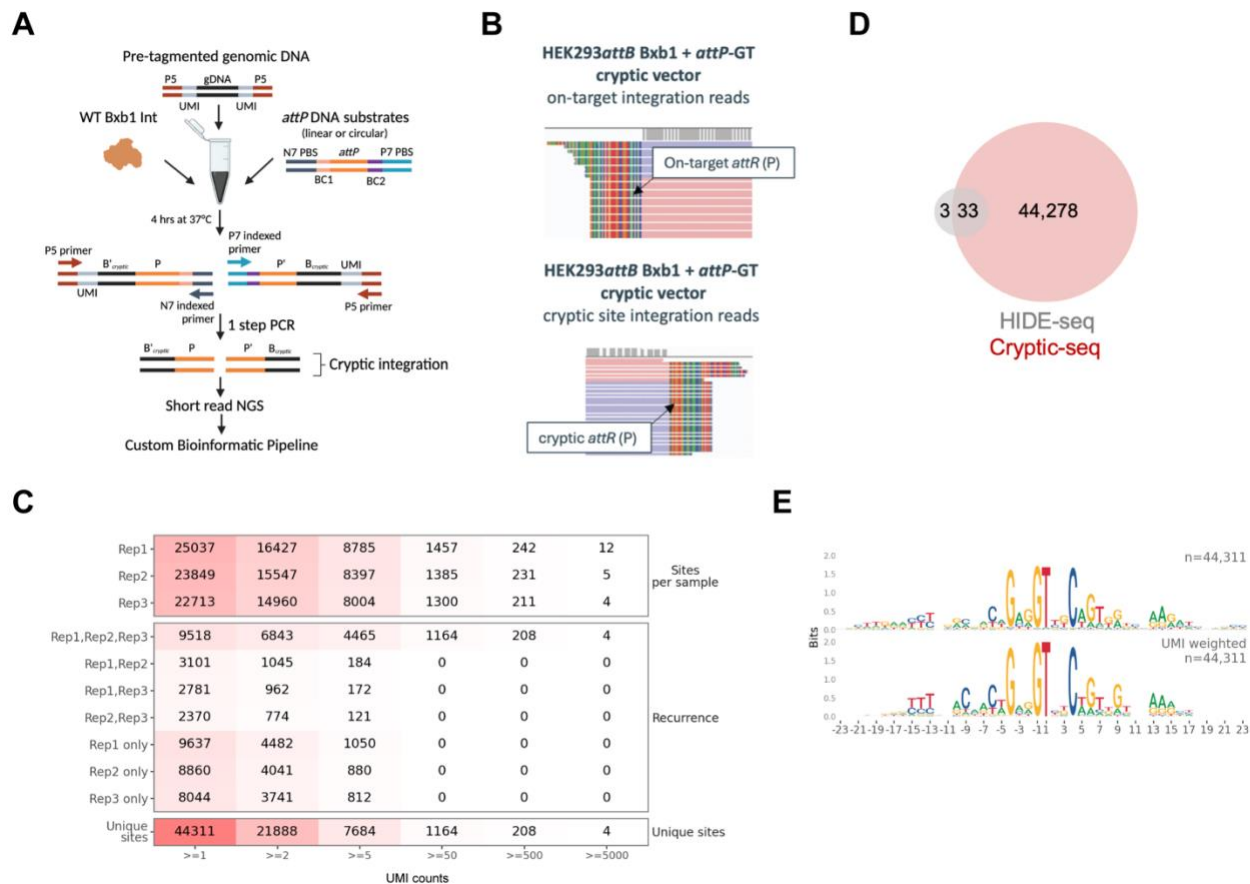 A
Pre-tagmented genomic DNA
P5 gDNA P5
UMI UMI
WT Bxb1 Int
attP DNA substrates
(linear or circular)
N7 PBS attP P7 PBS
BC1 BC2
4 hrs at 37°C
P5 primer
P7 indexed
primer
B'cryptic P
P' Bcryptic UMI
UMI
N7 indexed
primer
P5 primer
1 step PCR
B'cryptic P P' Bcryptic
Cryptic integration
Short read NGS
Custom Bioinformatic Pipeline
B
HEK293attB Bxb1 + attP-GT
cryptic vector
on-target integration reads
On-target attR (P)
HEK293attB Bxb1 + attP-GT
cryptic vector
cryptic site integration reads
cryptic attR (P)
D
3 33 44,278
HIDE-seq
Cryptic-seq
C
Rep1 25037 16427 8785 1457 242 12
Rep2 23849 15547 8397 1385 231 5
Rep3 22713 14960 8004 1300 211 4
Sites
per sample
Rep1,Rep2,Rep3 9518 6843 4465 1164 208 4
Rep1,Rep2 3101 1045 184 0 0 0
Rep1,Rep3 2781 962 172 0 0 0
Rep2,Rep3 2370 774 121 0 0 0
Rep1 only 9637 4482 1050 0 0 0
Rep2 only 8860 4041 880 0 0 0
Rep3 only 8044 3741 812 0 0 0
Recurrence
Unique
sites 44311 21888 7684 1164 208 4 Unique sites
>=1 >=2 >=5 >=50 >=500 >=5000
UMI counts
E
2.0
1.5
1.0
0.5
0.0
n=44,311
Bits
2.0
1.5
1.0
0.5
0.0
UMI weighted
n=44,311
-23 -21 -19 -17 -15 -13 -11 -9 -7 -5 -3 -1 1 3 5 7 9 11 13 15 17 19 21 23